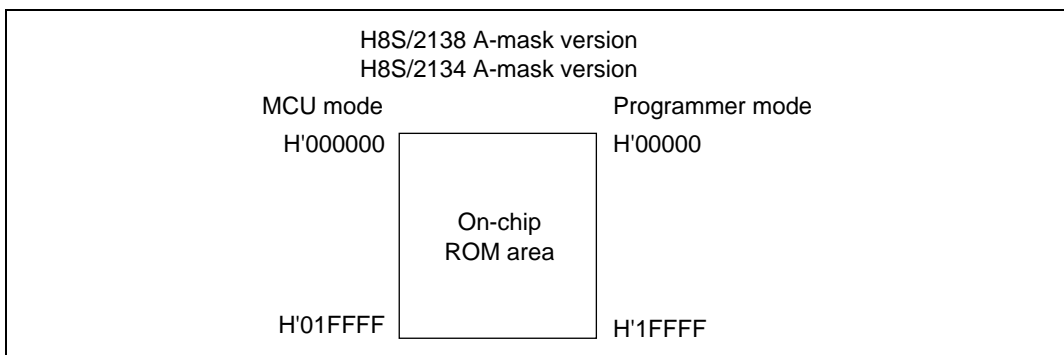 H8S/2138 A-mask version
H8S/2134 A-mask version
MCU mode
Programmer mode
H'000000
H'00000
On-chip
ROM area
H'01FFFF
H'1FFFF